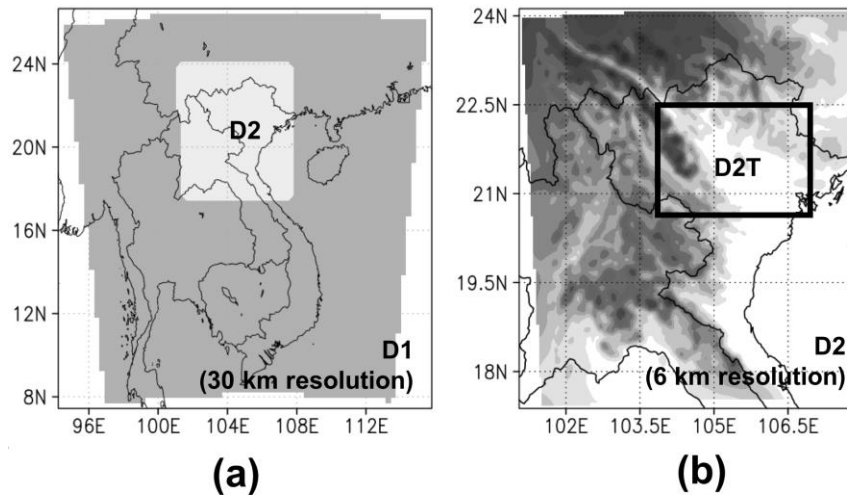 24N
20N
16N
12N
8N
96E 100E 104E 108E 112E
D2
D1
(30 km resolution)
(a)
24N
22.5N
21N
19.5N
18N
102E 103.5E 105E 106.5E
D2T
D2
(6 km resolution)
(b)